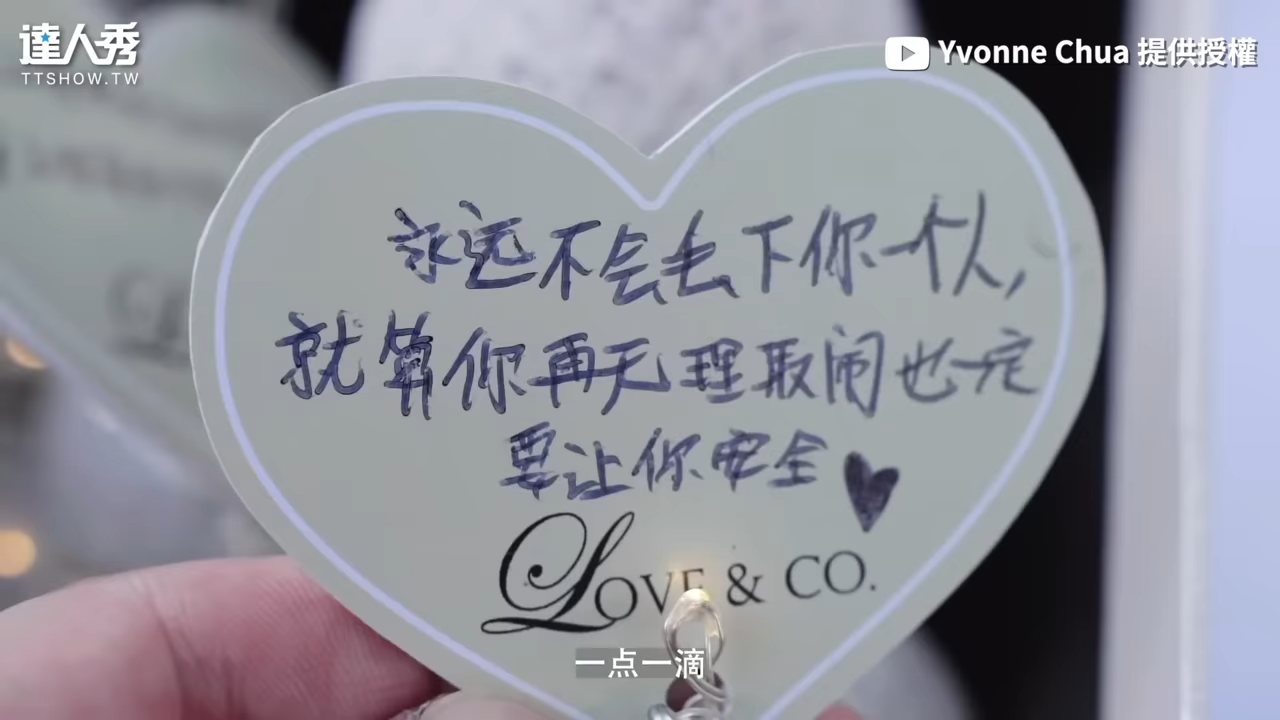 達人秀
TTSHOW.TW
Yvonne Chua 提供授權
永远不会丢下你一个人,
就算你再无理取闹也一定
要让你安全
LOVE & CO.
一点一滴